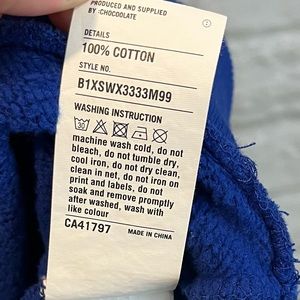 PRODUCED AND SUPPLIED
BY :CHOCOOLATE
DETAILS
100% COTTON
STYLE NO.
B1XSWX3333M99
WASHING INSTRUCTION
machine wash cold, do not
bleach, do not tumble dry,
cool iron, do not dry clean,
clean in net, do not iron on
print and labels, do not
soak and remove promptly
after washed, wash with
like colour
CA41797 MADE IN CHINA